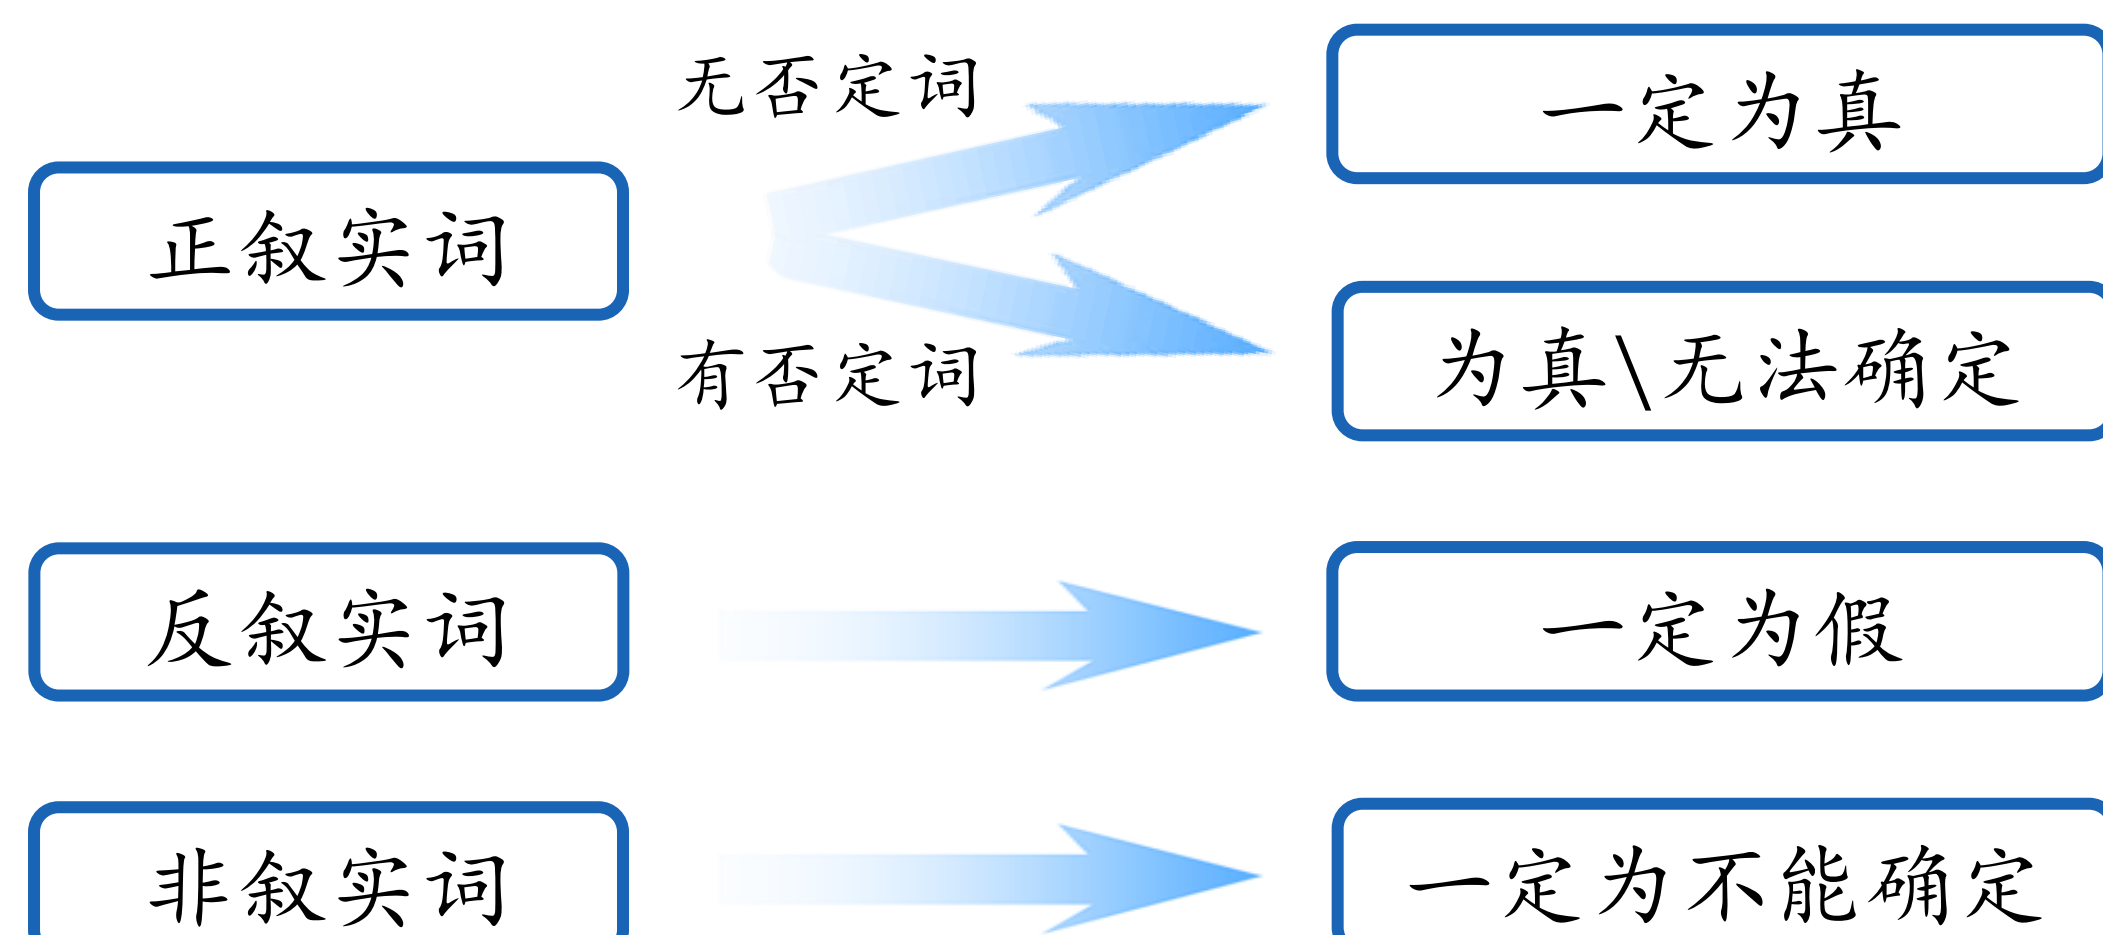 无否定词
一定为真
正叙实词
有否定词
为真\无法确定
反叙实词
一定为假
非叙实词
一定为不能确定